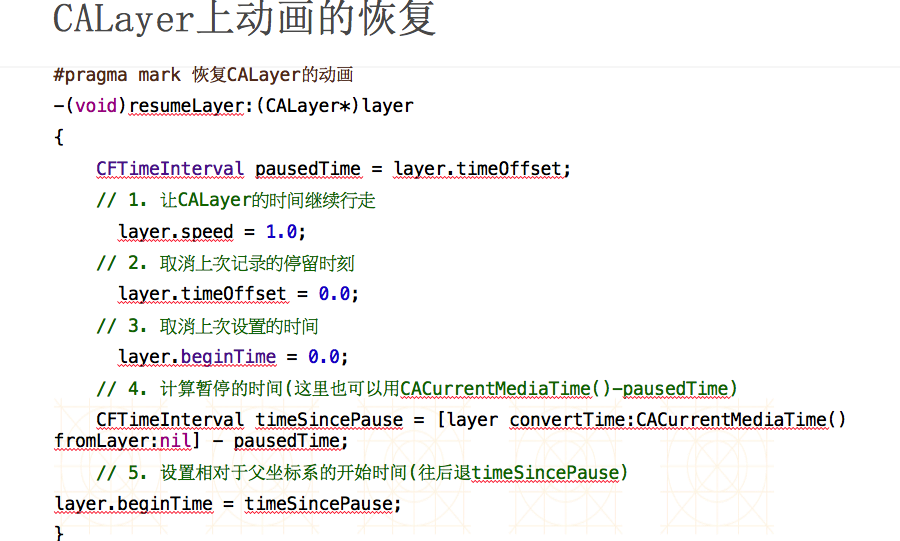 CALayer上动画的恢复
#pragma mark 恢复CALayer的动画
-(void)resumeLayer:(CALayer*)layer
{
CFTimeInterval pausedTime = layer.timeOffset;
// 1. 让CALayer的时间继续行走
layer.speed = 1.0;
// 2. 取消上次记录的停留时刻
layer.timeOffset = 0.0;
// 3. 取消上次设置的时间
layer.beginTime = 0.0;
// 4. 计算暂停的时间(这里也可以用CACurrentMediaTime()-pausedTime)
CFTimeInterval timeSincePause = [layer convertTime:CACurrentMediaTime()
fromLayer:nil] - pausedTime;
// 5. 设置相对于父坐标系的开始时间(往后退timeSincePause)
layer.beginTime = timeSincePause;
}